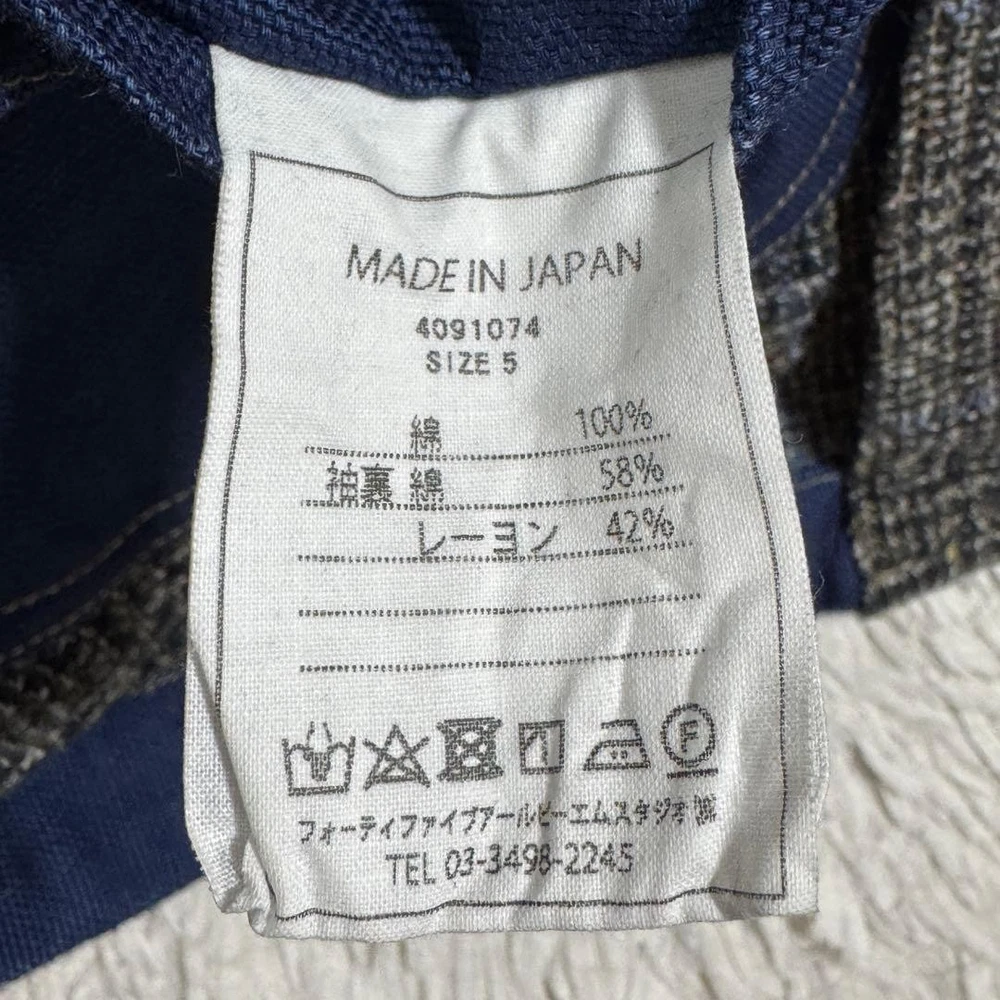 MADE IN JAPAN
4091074
SIZE 5
綿 100%
袖裏 綿 58%
レーヨン 42%
F
フォーティファイブアールピーエムスタジオ
TEL 03-3498-2245